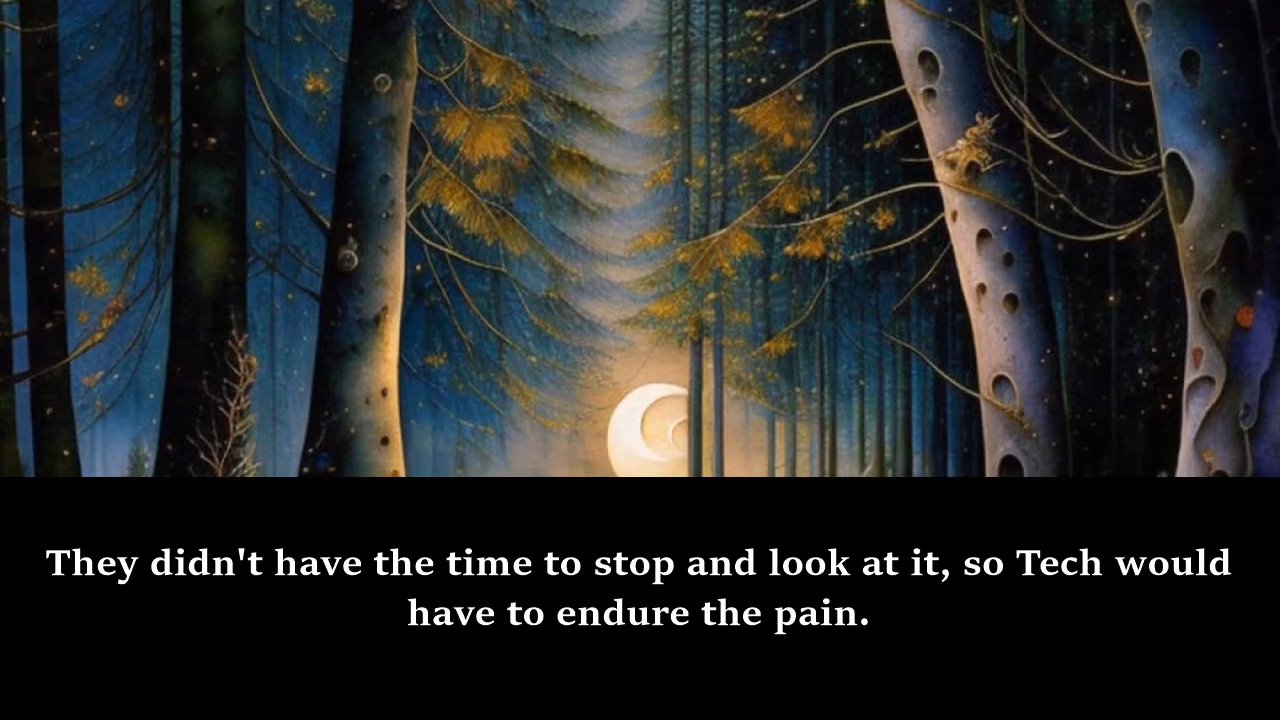 They didn't have the time to stop and look at it, so Tech would
have to endure the pain.